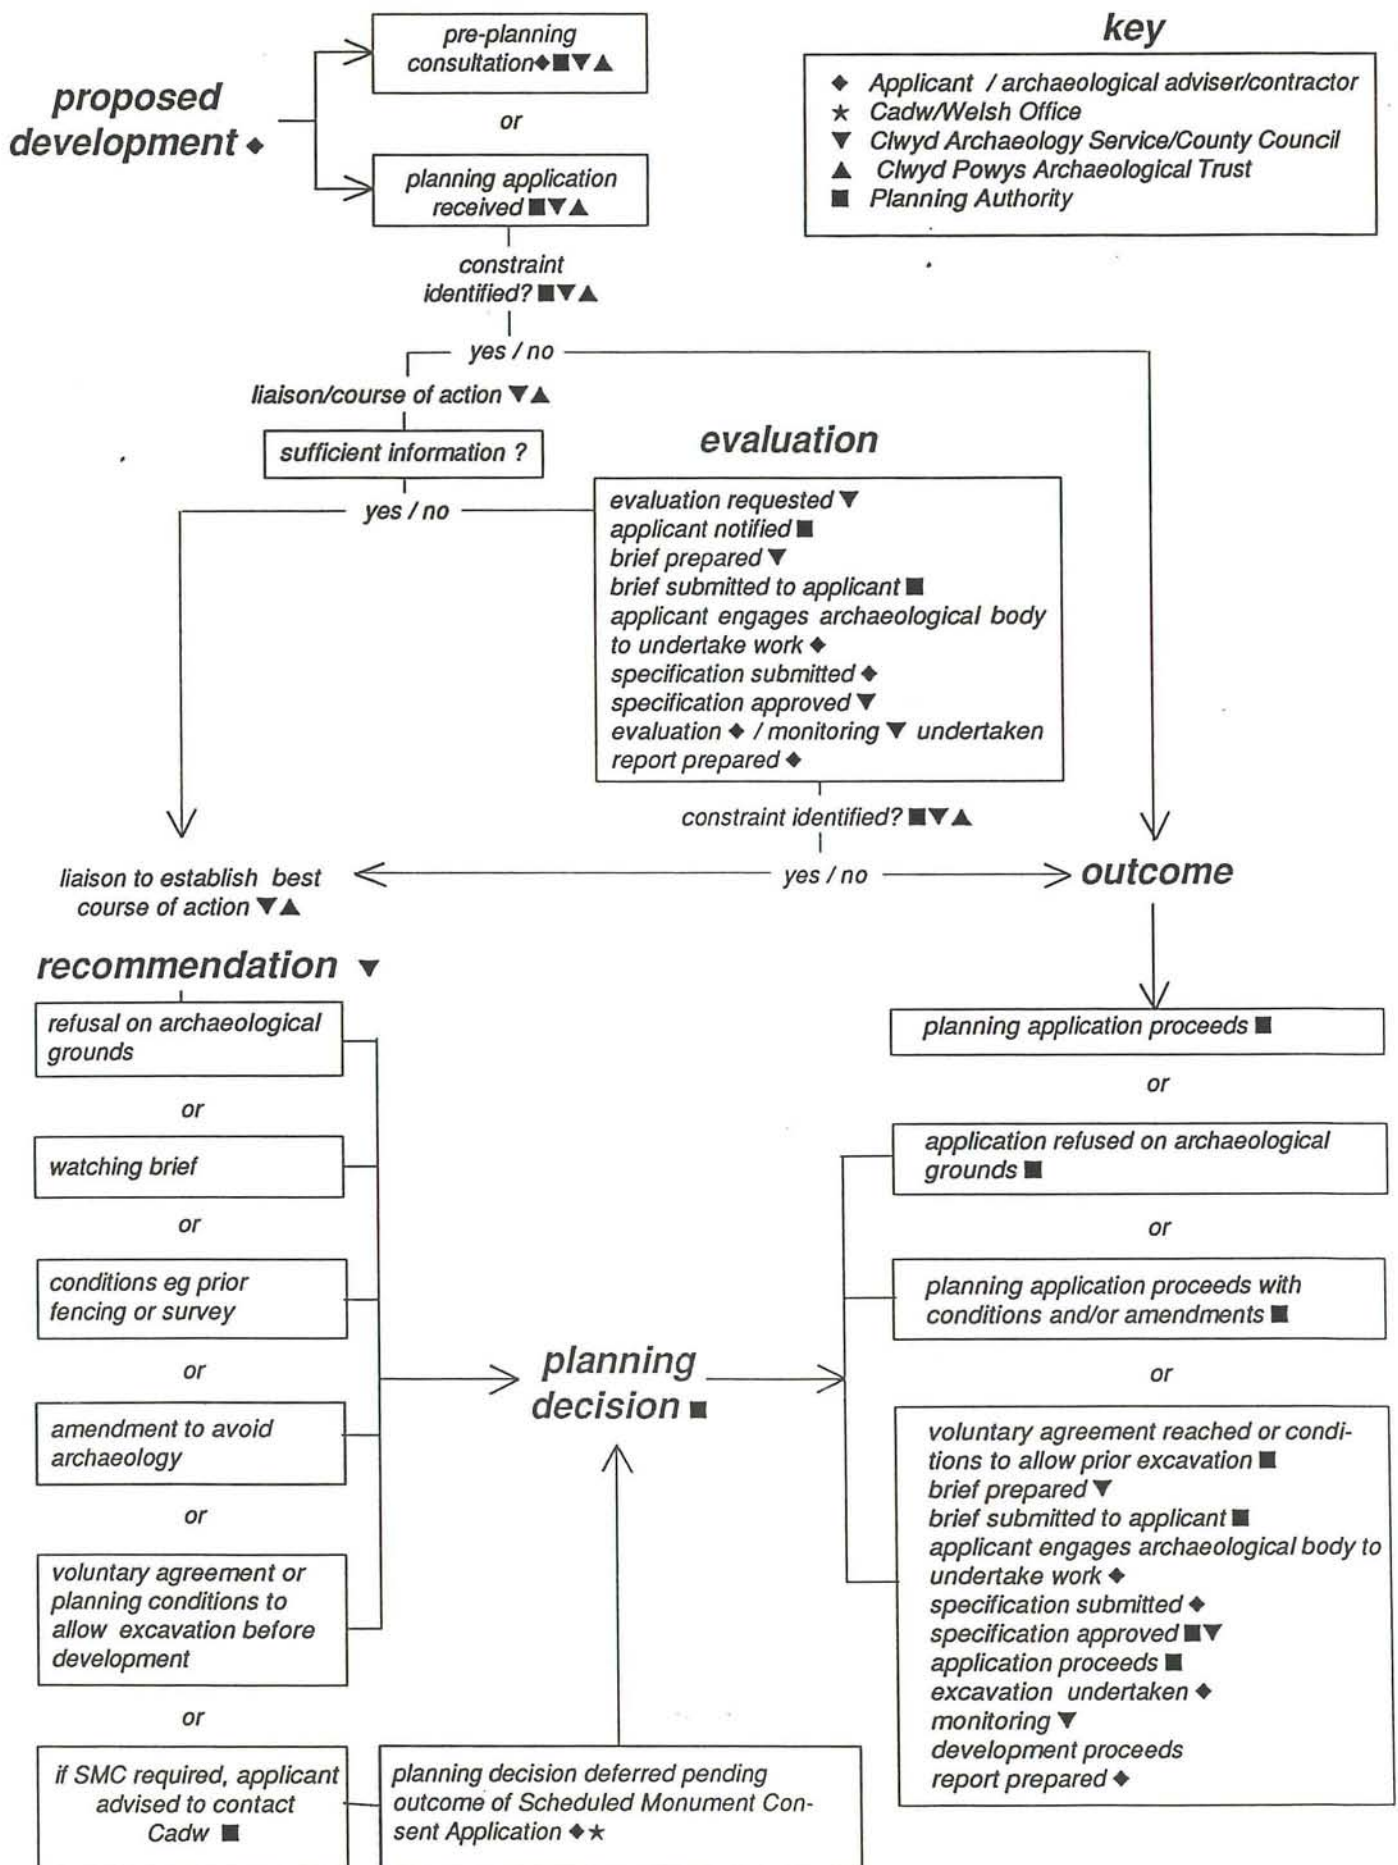 pre-planning
consultation◆■▼▲
key
◆ Applicant / archaeological adviser/contractor
★ Cadw/Welsh Office
▼ Clwyd Archaeology Service/County Council
▲ Clwyd Powys Archaeological Trust
■ Planning Authority
proposed
development ◆
or
planning application
received ■▼▲
constraint
identified? ■▼▲
yes / no
liaison/course of action ▼▲
sufficient information ?
yes / no
evaluation
evaluation requested ▼
applicant notified ■
brief prepared ▼
brief submitted to applicant ■
applicant engages archaeological body
to undertake work ◆
specification submitted ◆
specification approved ▼
evaluation ◆ / monitoring ▼ undertaken
report prepared ◆
constraint identified? ■▼▲
yes / no
liaison to establish best
course of action ▼▲
outcome
recommendation ▼
refusal on archaeological
grounds
or
watching brief
or
conditions eg prior
fencing or survey
or
amendment to avoid
archaeology
or
voluntary agreement or
planning conditions to
allow excavation before
development
or
if SMC required, applicant
advised to contact
Cadw ■
planning decision deferred pending
outcome of Scheduled Monument Con-
sent Application ◆★
planning
decision ■
planning application proceeds ■
or
application refused on archaeological
grounds ■
or
planning application proceeds with
conditions and/or amendments ■
or
voluntary agreement reached or condi-
tions to allow prior excavation ■
brief prepared ▼
brief submitted to applicant ■
applicant engages archaeological body to
undertake work ◆
specification submitted ◆
specification approved ■▼
application proceeds ■
excavation undertaken ◆
monitoring ▼
development proceeds
report prepared ◆